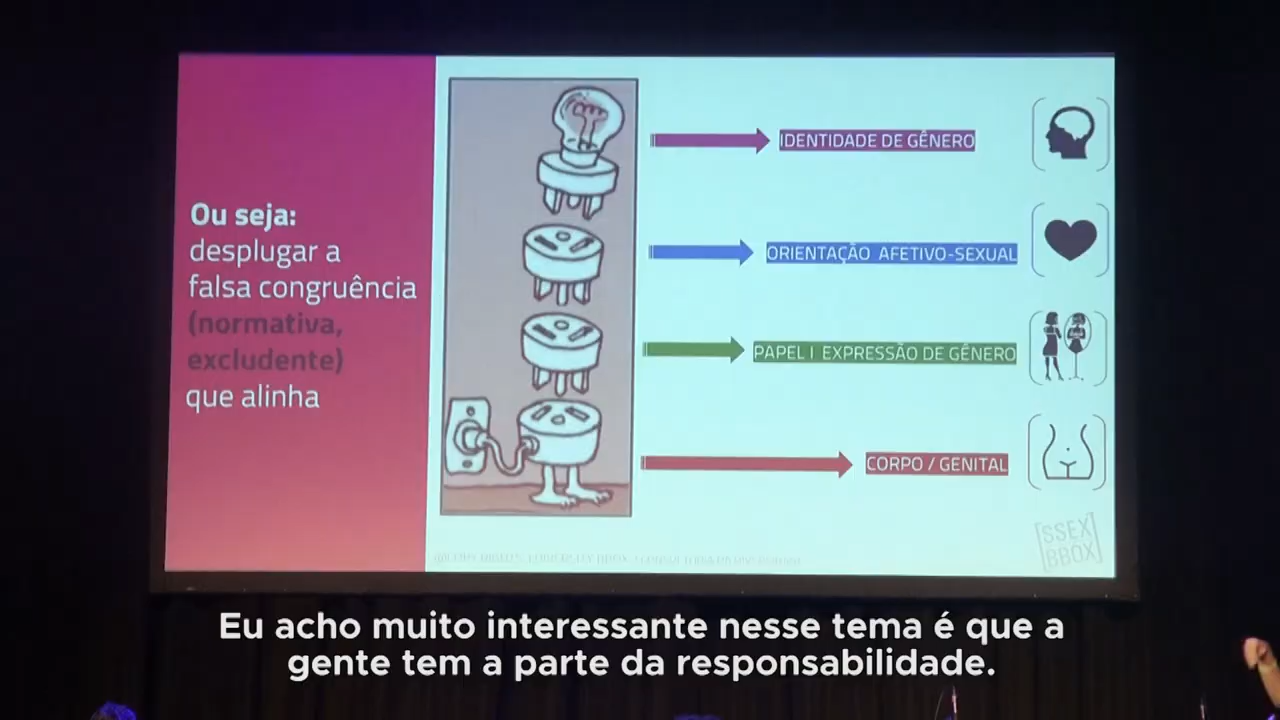 Ou seja:
desplugar a
falsa congruência
(normativa,
excludente)
que alinha
IDENTIDADE DE GÊNERO
ORIENTAÇÃO AFETIVO-SEXUAL
PAPEL | EXPRESSÃO DE GÊNERO
CORPO / GENITAL
[SSEX
BBOX]
Eu acho muito interessante nesse tema é que a
gente tem a parte da responsabilidade.